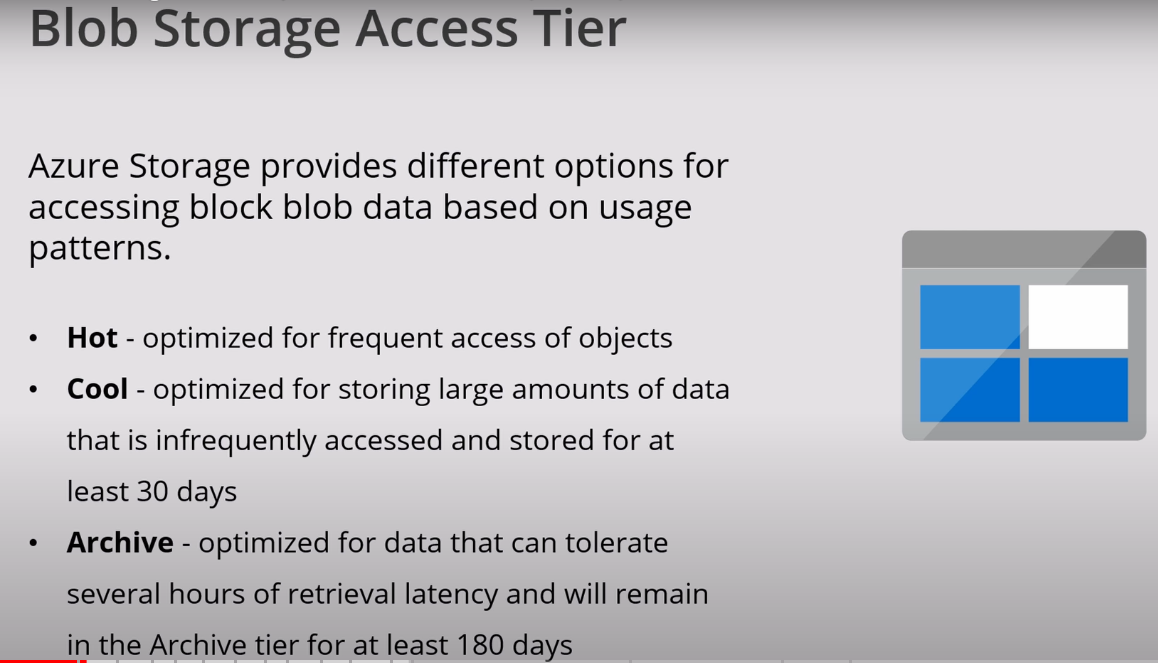 Blob Storage Access Tier
Azure Storage provides different options for
accessing block blob data based on usage
patterns.
• Hot - optimized for frequent access of objects
• Cool - optimized for storing large amounts of data
that is infrequently accessed and stored for at
least 30 days
• Archive - optimized for data that can tolerate
several hours of retrieval latency and will remain
in the Archive tier for at least 180 days